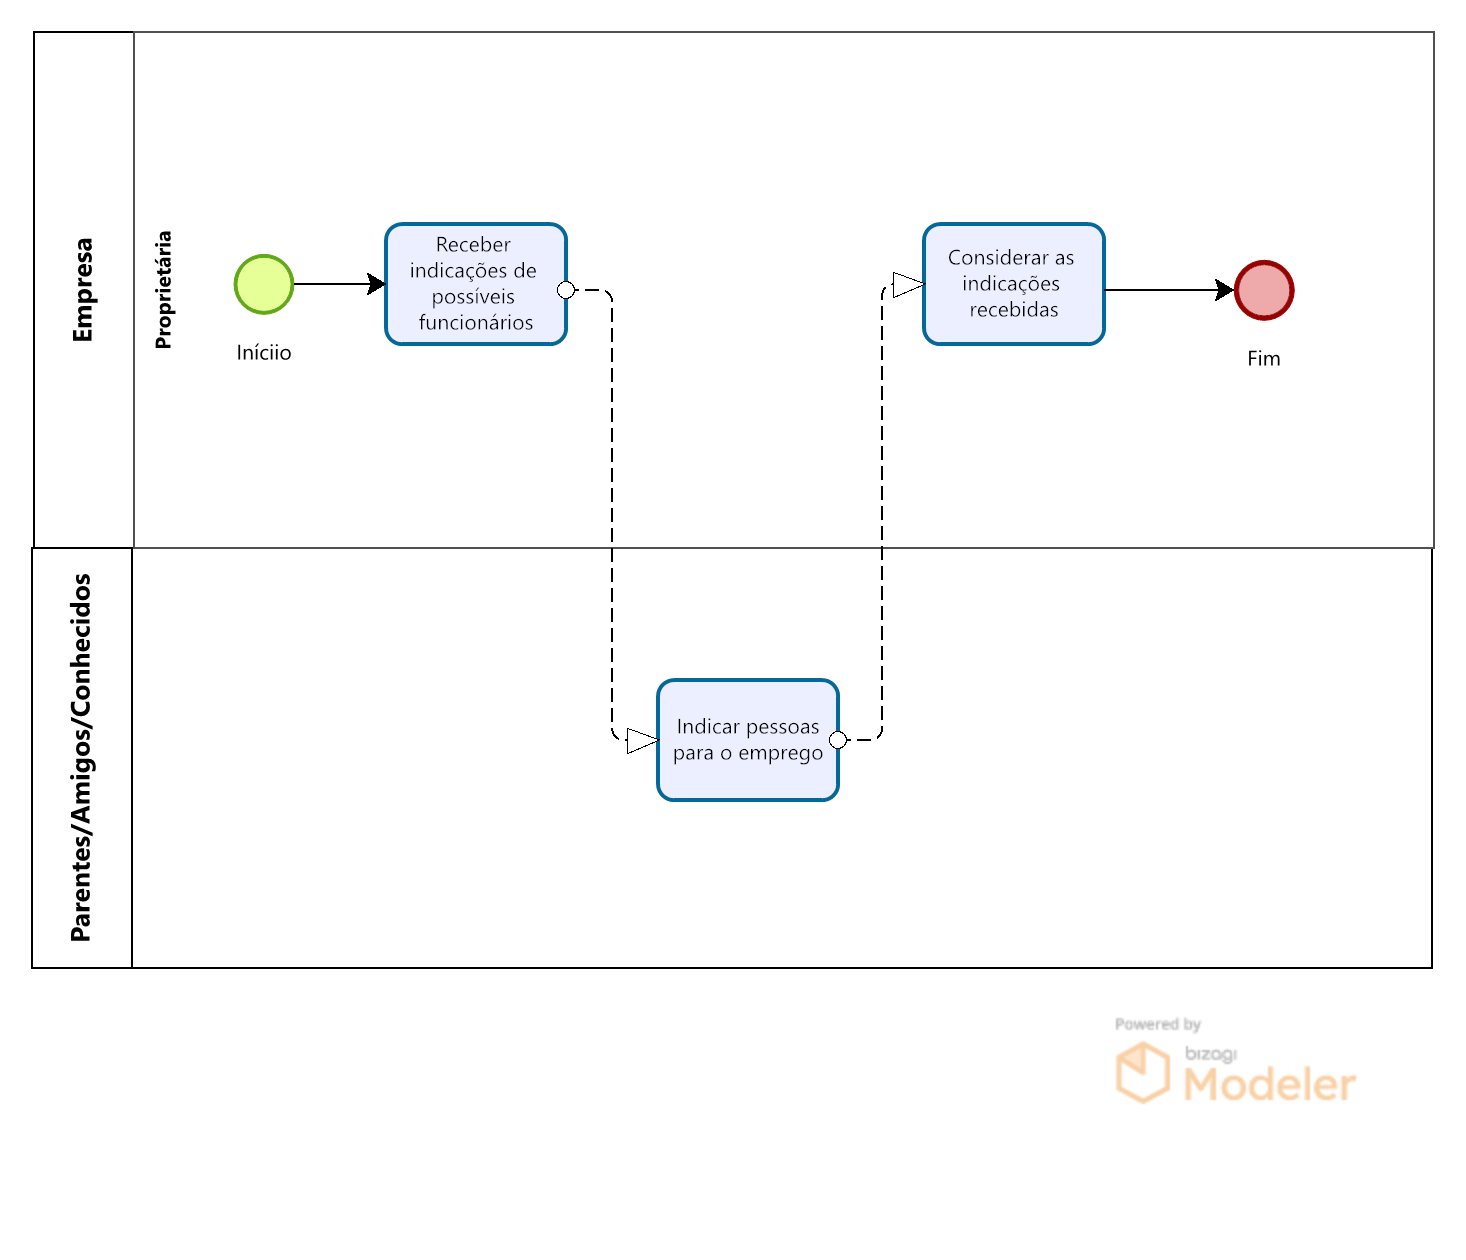 Empresa
Proprietária
Iníciio
Receber
indicações de
possíveis
funcionários
Considerar as
indicações
recebidas
Fim
Parentes/Amigos/Conhecidos
Indicar pessoas
para o emprego
Powered by
bizagi
Modeler